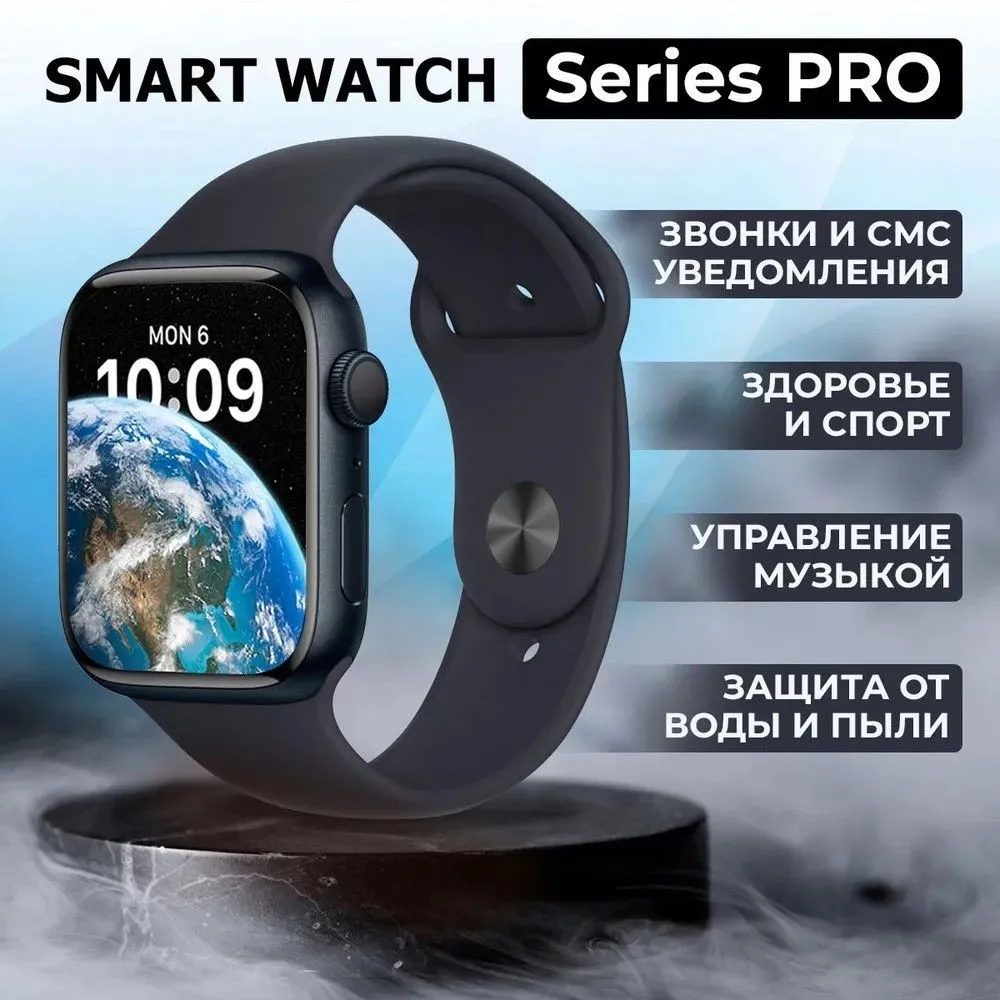 SMART WATCH Series PRO
ЗВОНКИ И СМС
УВЕДОМЛЕНИЯ
MON 6
10:09
ЗДОРОВЬЕ
И СПОРТ
УПРАВЛЕНИЕ
МУЗЫКОЙ
ЗАЩИТА ОТ
ВОДЫ И ПЫЛИ